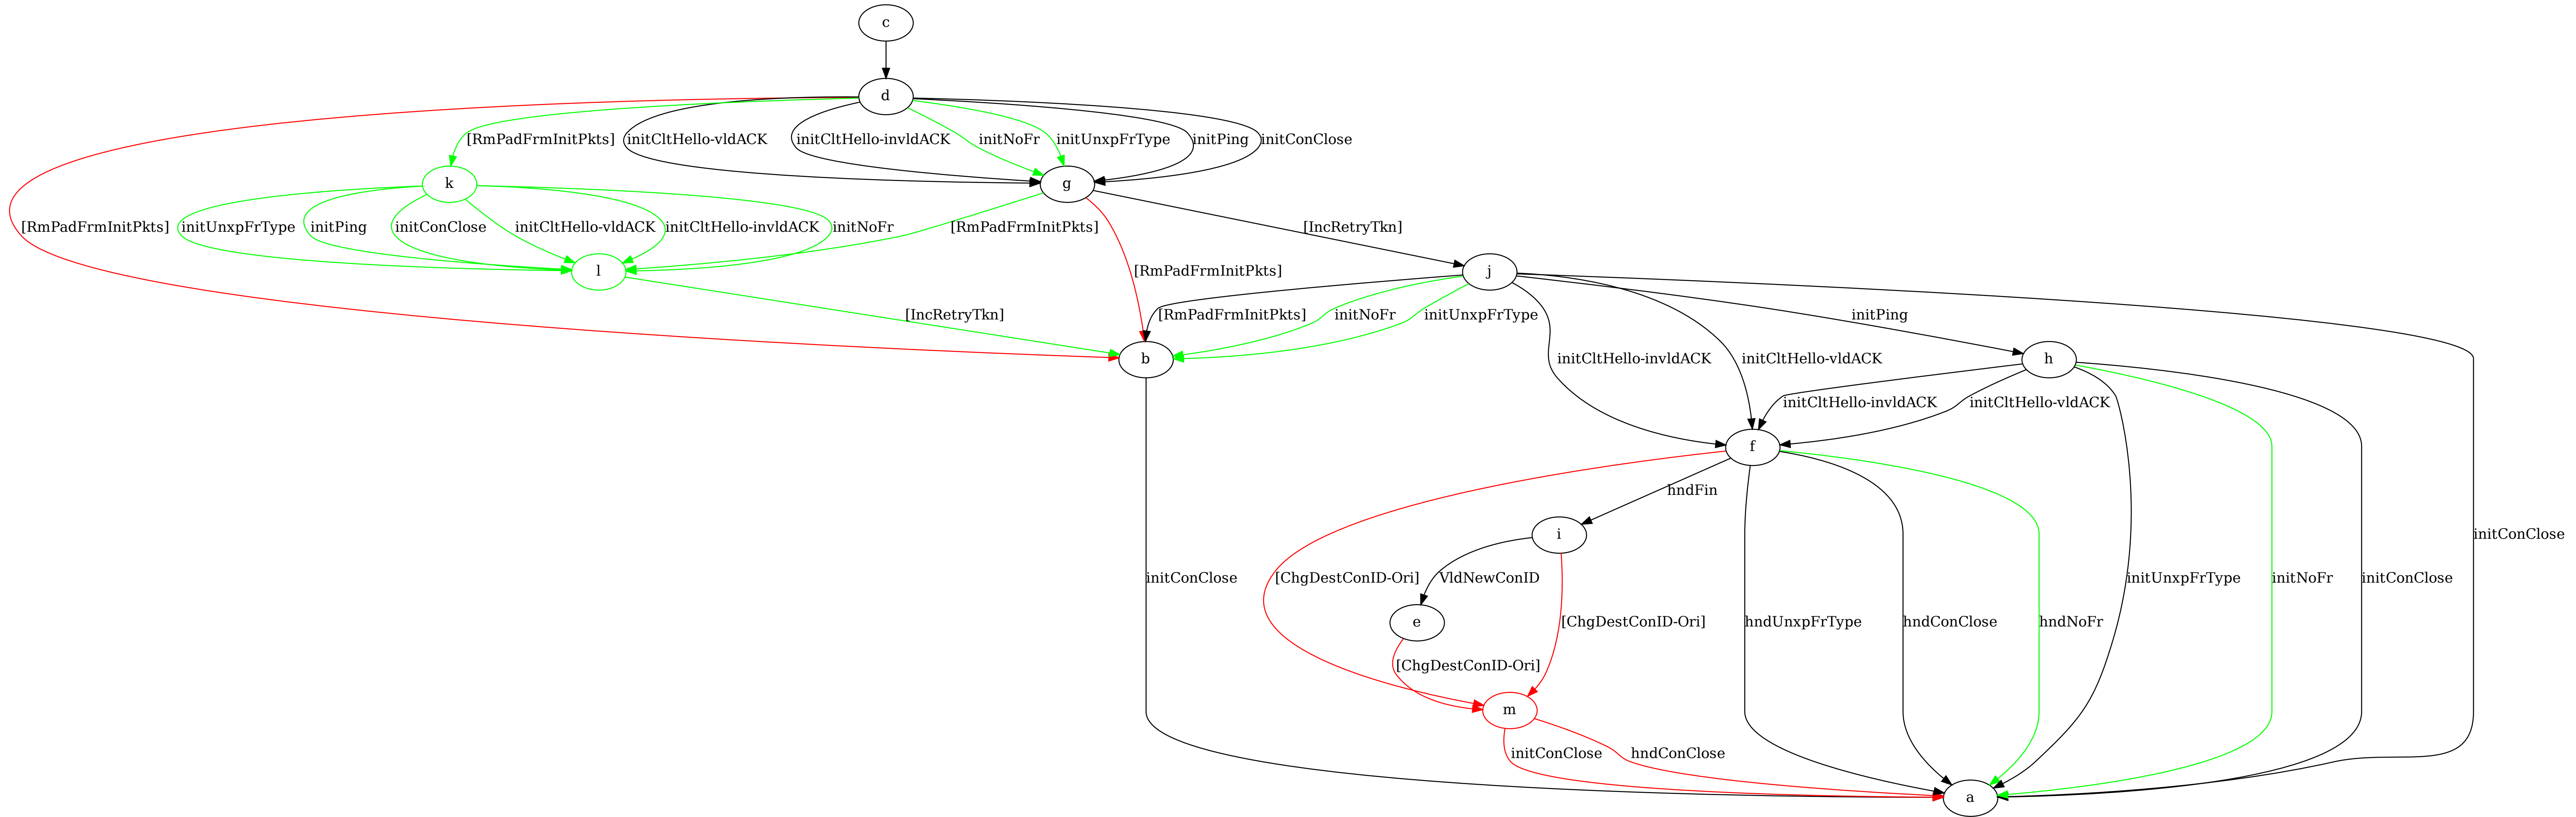 c
d
[RmPadFrmInitPkts]
initCltHello-vldACK
initCltHello-invldACK
initNoFr
initUnxpFrType
initPing
initConClose
k
g
[RmPadFrmInitPkts]
initUnxpFrType
initPing
initConClose
initCltHello-vldACK
initCltHello-invldACK
initNoFr
[RmPadFrmInitPkts]
[IncRetryTkn]
l
[RmPadFrmInitPkts]
j
[IncRetryTkn]
[RmPadFrmInitPkts]
initNoFr
initUnxpFrType
initPing
b
initCltHello-invldACK
initCltHello-vldACK
h
initCltHello-invldACK
initCltHello-vldACK
f
hndFin
i
initConClose
initConClose
[ChgDestConID-Ori]
VldNewConID
initUnxpFrType
initNoFr
initConClose
e
[ChgDestConID-Ori]
hndUnxpFrType
hndConClose
hndNoFr
[ChgDestConID-Ori]
m
initConClose
hndConClose
a